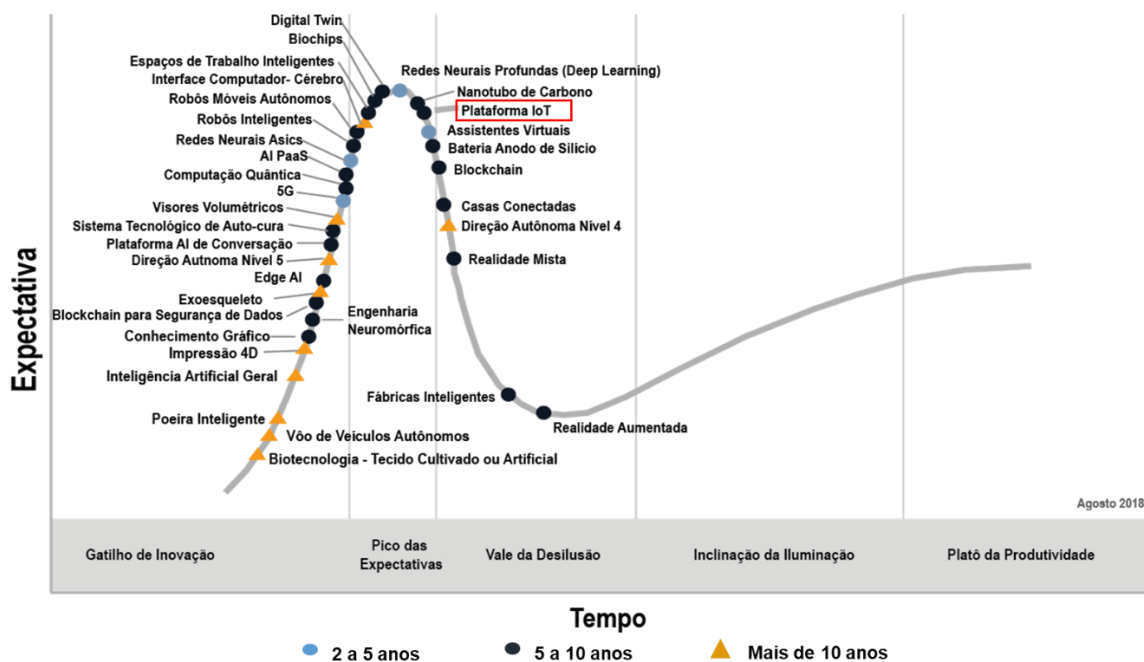 Digital Twin
Biochips
Espaços de Trabalho Inteligentes
Interface Computador- Cérebro
Robôs Móveis Autônomos
Robôs Inteligentes
Redes Neurais Asics
AI PaaS
Computação Quântica
5G
Visores Volumétricos
Sistema Tecnológico de Auto-cura
Plataforma AI de Conversação
Direção Autnoma Nível 5
Edge AI
Exoesqueleto
Blockchain para Segurança de Dados
Engenharia
Neuromórfica
Conhecimento Gráfico
Impressão 4D
Inteligência Artificial Geral
Poeira Inteligente
Vôo de Veículos Autônomos
Biotecnologia - Tecido Cultivado ou Artificial
Redes Neurais Profundas (Deep Learning)
Nanotubo de Carbono
Plataforma IoT
Assistentes Virtuais
Bateria Anodo de Silício
Blockchain
Casas Conectadas
Direção Autônoma Nível 4
Realidade Mista
Fábricas Inteligentes
Realidade Aumentada
Expectativa
Agosto 2018
Gatilho de Inovação
Pico das
Expectativas
Vale da Desilusão
Inclinação da Iluminação
Platô da Produtividade
Tempo
2 a 5 anos
5 a 10 anos
Mais de 10 anos